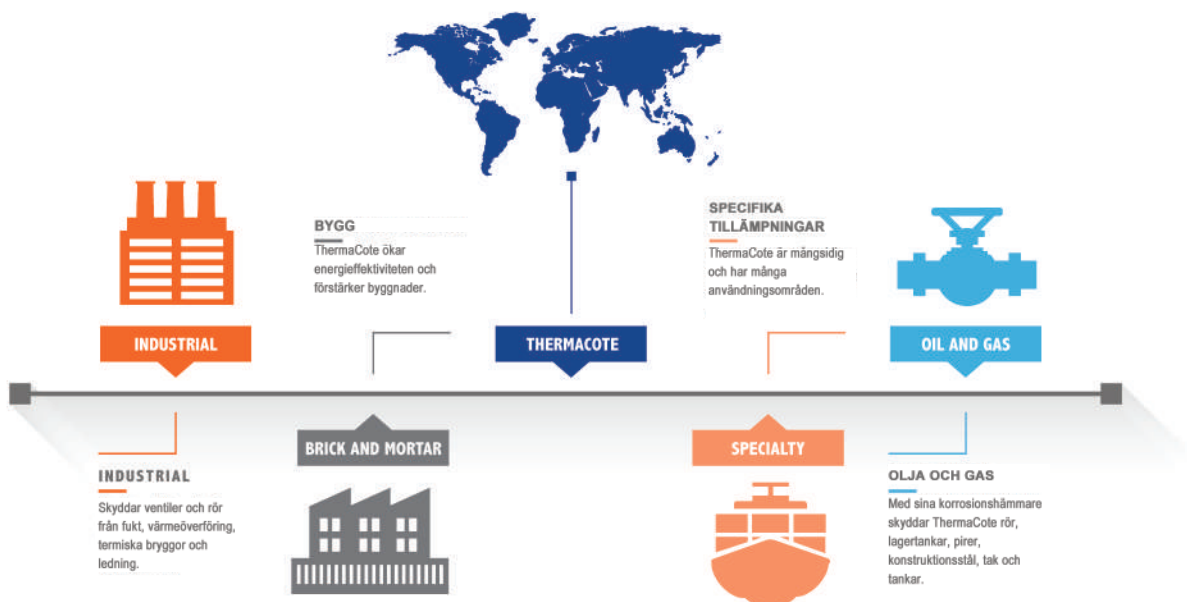 BYGG
ThermaCote ökar
energieffektiviteten och
förstärker byggnader.
SPECIFIKA
TILLÄMPNINGAR
ThermaCote är mångsidig
och har många
användningsområden.
INDUSTRIAL
THERMACOTE
OIL AND GAS
BRICK AND MORTAR
SPECIALTY
INDUSTRIAL
Skyddar ventiler och rör
från fukt, värmeöverföring,
termiska bryggor och
ledning.
OLJA OCH GAS
Med sina korrosionshämmare
skyddar ThermaCote rör,
lagertankar, pirer,
konstruktionsstål, tak och
tankar.